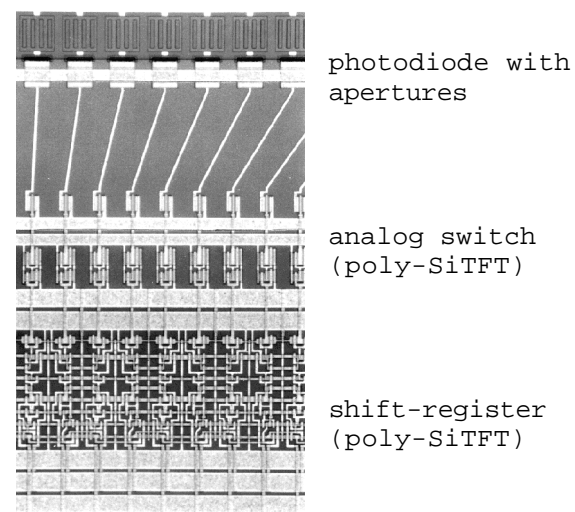 photodiode with
apertures
analog switch
(poly-SiTFT)
shift-register
(poly-SiTFT)